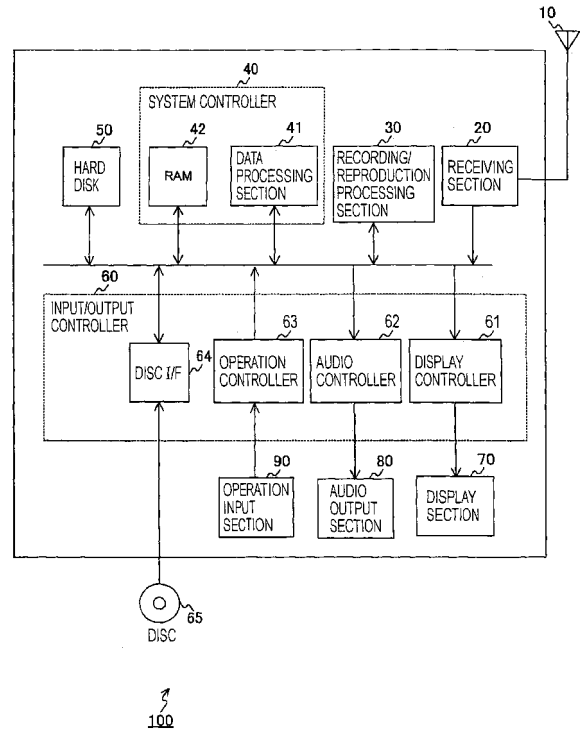 10
40
SYSTEM CONTROLLER
50
HARD
DISK
42
RAM
41
DATA
PROCESSING
SECTION
30
RECORDING/
REPRODUCTION
PROCESSING
SECTION
20
RECEIVING
SECTION
60
INPUT/OUTPUT
CONTROLLER
DISC I/F
64
63
OPERATION
CONTROLLER
62
AUDIO
CONTROLLER
61
DISPLAY
CONTROLLER
90
OPERATION
INPUT
SECTION
80
AUDIO
OUTPUT
SECTION
70
DISPLAY
SECTION
65
DISC
100